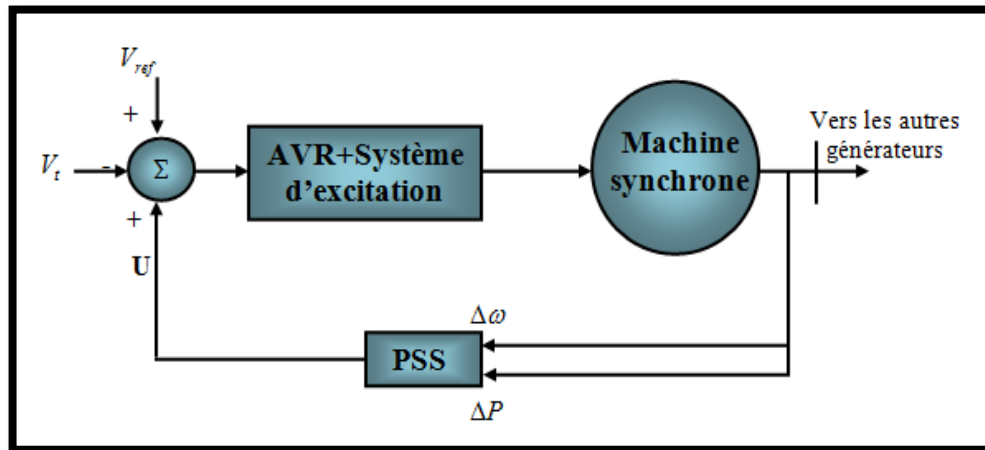 V_ref
+
V_t
-
Σ
+
U
AVR+Système
d'excitation
Machine
synchrone
Vers les autres
générateurs
Δω
PSS
ΔP